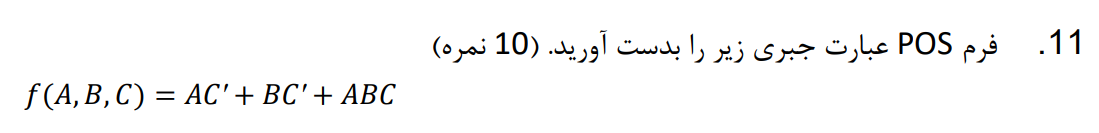 11. فرم POS عبارت جبری زیر را بدست آورید. (10 نمره)
f(A, B, C) = AC′ + BC′ + ABC